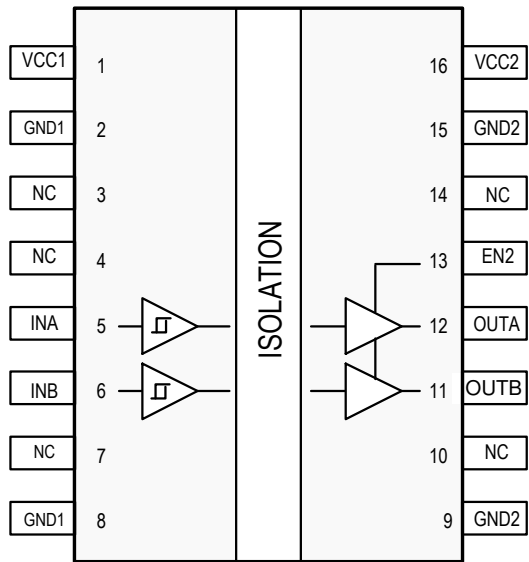 VCC1 1 16 VCC2
GND1 2 15 GND2
NC 3 14 NC
NC 4 13 EN2
INA 5 12 OUTA
INB 6 11 OUTB
NC 7 10 NC
GND1 8 9 GND2
ISOLATION